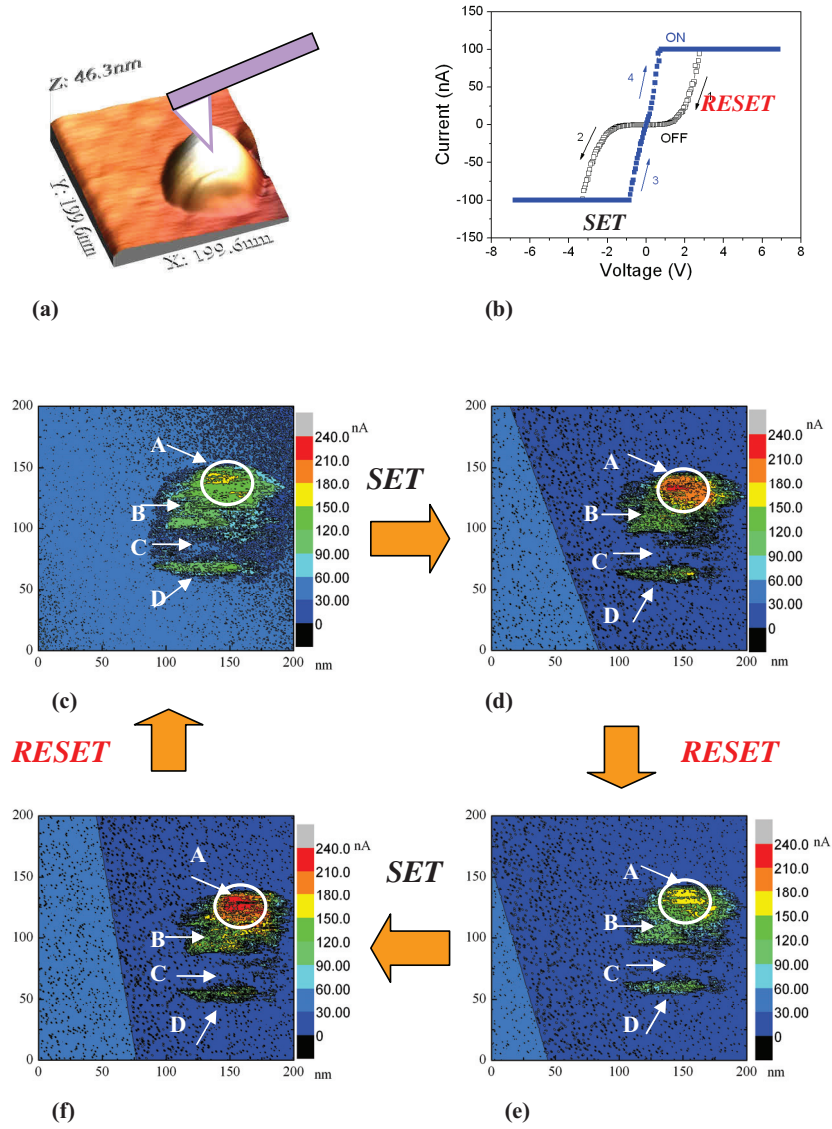 Z: 46.3nm
Y: 199.6nm
X: 199.6nm
(a)
150
100
50
0
-50
-100
-150
Current (nA)
ON
4
RESET
2
OFF
3
SET
-8 -6 -4 -2 0 2 4 6 8
Voltage (V)
(b)
200
150
100
50
0
0 50 100 150 200
nm
A
B
C
D
nA
240.0
210.0
180.0
150.0
120.0
90.00
60.00
30.00
0
(c)
SET
200
150
100
50
0
0 50 100 150 200
nm
A
B
C
D
nA
240.0
210.0
180.0
150.0
120.0
90.00
60.00
30.00
0
(d)
RESET
RESET
200
150
100
50
0
0 50 100 150 200
nm
A
B
C
D
nA
240.0
210.0
180.0
150.0
120.0
90.00
60.00
30.00
0
(f)
SET
200
150
100
50
0
0 50 100 150 200
nm
A
B
C
D
nA
240.0
210.0
180.0
150.0
120.0
90.00
60.00
30.00
0
(e)